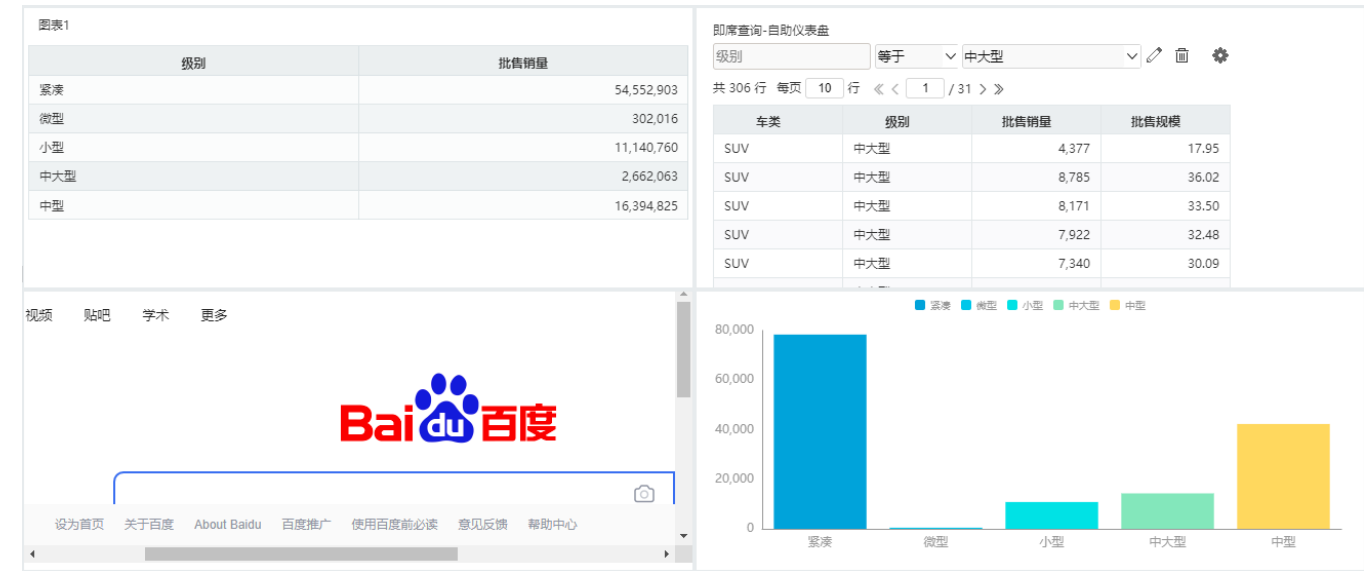 图表1
级别 批售销量
紧凑 54,552,903
微型 302,016
小型 11,140,760
中大型 2,662,063
中型 16,394,825
即席查询-自助仪表盘
级别 等于 中大型
共 306 行 每页 10 行 1 / 31
车类 级别 批售销量 批售规模
SUV 中大型 4,377 17.95
SUV 中大型 8,785 36.02
SUV 中大型 8,171 33.50
SUV 中大型 7,922 32.48
SUV 中大型 7,340 30.09
视频 贴吧 学术 更多
Bai du 百度
设为首页 关于百度 About Baidu 百度推广 使用百度前必读 意见反馈 帮助中心
紧凑 微型 小型 中大型 中型
80,000
60,000
40,000
20,000
0
紧凑 微型 小型 中大型 中型